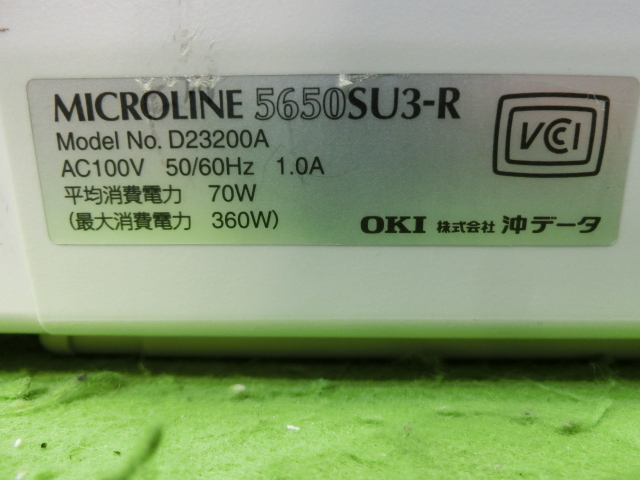 MICROLINE 5650SU3-R
Model No. D23200A
AC100V 50/60Hz 1.0A
平均消費電力 70W
(最大消費電力 360W)
VCCI
OKI 株式会社 沖データ